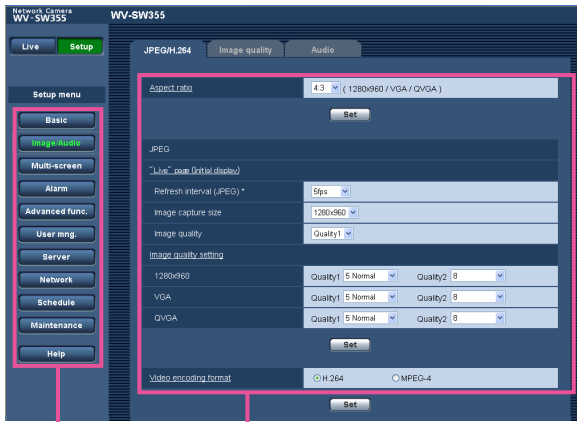 Network Camera
WV-SW355
WV-SW355
Live Setup
JPEG/H.264 Image quality Audio
Setup menu
Basic
Image/Audio
Multi-screen
Alarm
Advanced func.
User mng.
Server
Network
Schedule
Maintenance
Help
Aspect ratio 4:3 ( 1280x960 / VGA / QVGA )
Set
JPEG
"Live" page (Initial display)
Refresh interval (JPEG) * 5fps
Image capture size 1280x960
Image quality Quality1
Image quality setting
1280x960 Quality1 5 Normal Quality2 8
VGA Quality1 5 Normal Quality2 8
QVGA Quality1 5 Normal Quality2 8
Set
Video encoding format H.264 MPEG-4
Set